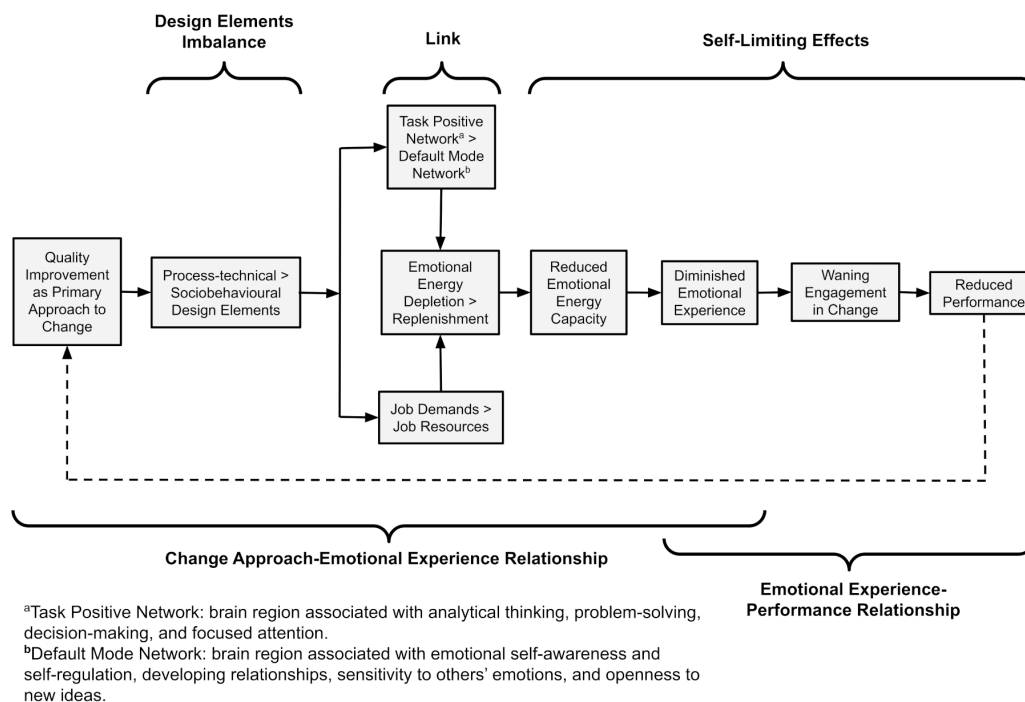 Design Elements
Imbalance
Link
Self-Limiting Effects
Task Positive
Networkᵃ >
Default Mode
Networkᵇ
Quality
Improvement
as Primary
Approach to
Change
Process-technical >
Sociobehavioural
Design Elements
Emotional
Energy
Depletion >
Replenishment
Reduced
Emotional
Energy
Capacity
Diminished
Emotional
Experience
Waning
Engagement
in Change
Reduced
Performance
Job Demands >
Job Resources
Change Approach-Emotional Experience Relationship
Emotional Experience-
Performance Relationship
ᵃTask Positive Network: brain region associated with analytical thinking, problem-solving,
decision-making, and focused attention.
ᵇDefault Mode Network: brain region associated with emotional self-awareness and
self-regulation, developing relationships, sensitivity to others' emotions, and openness to
new ideas.